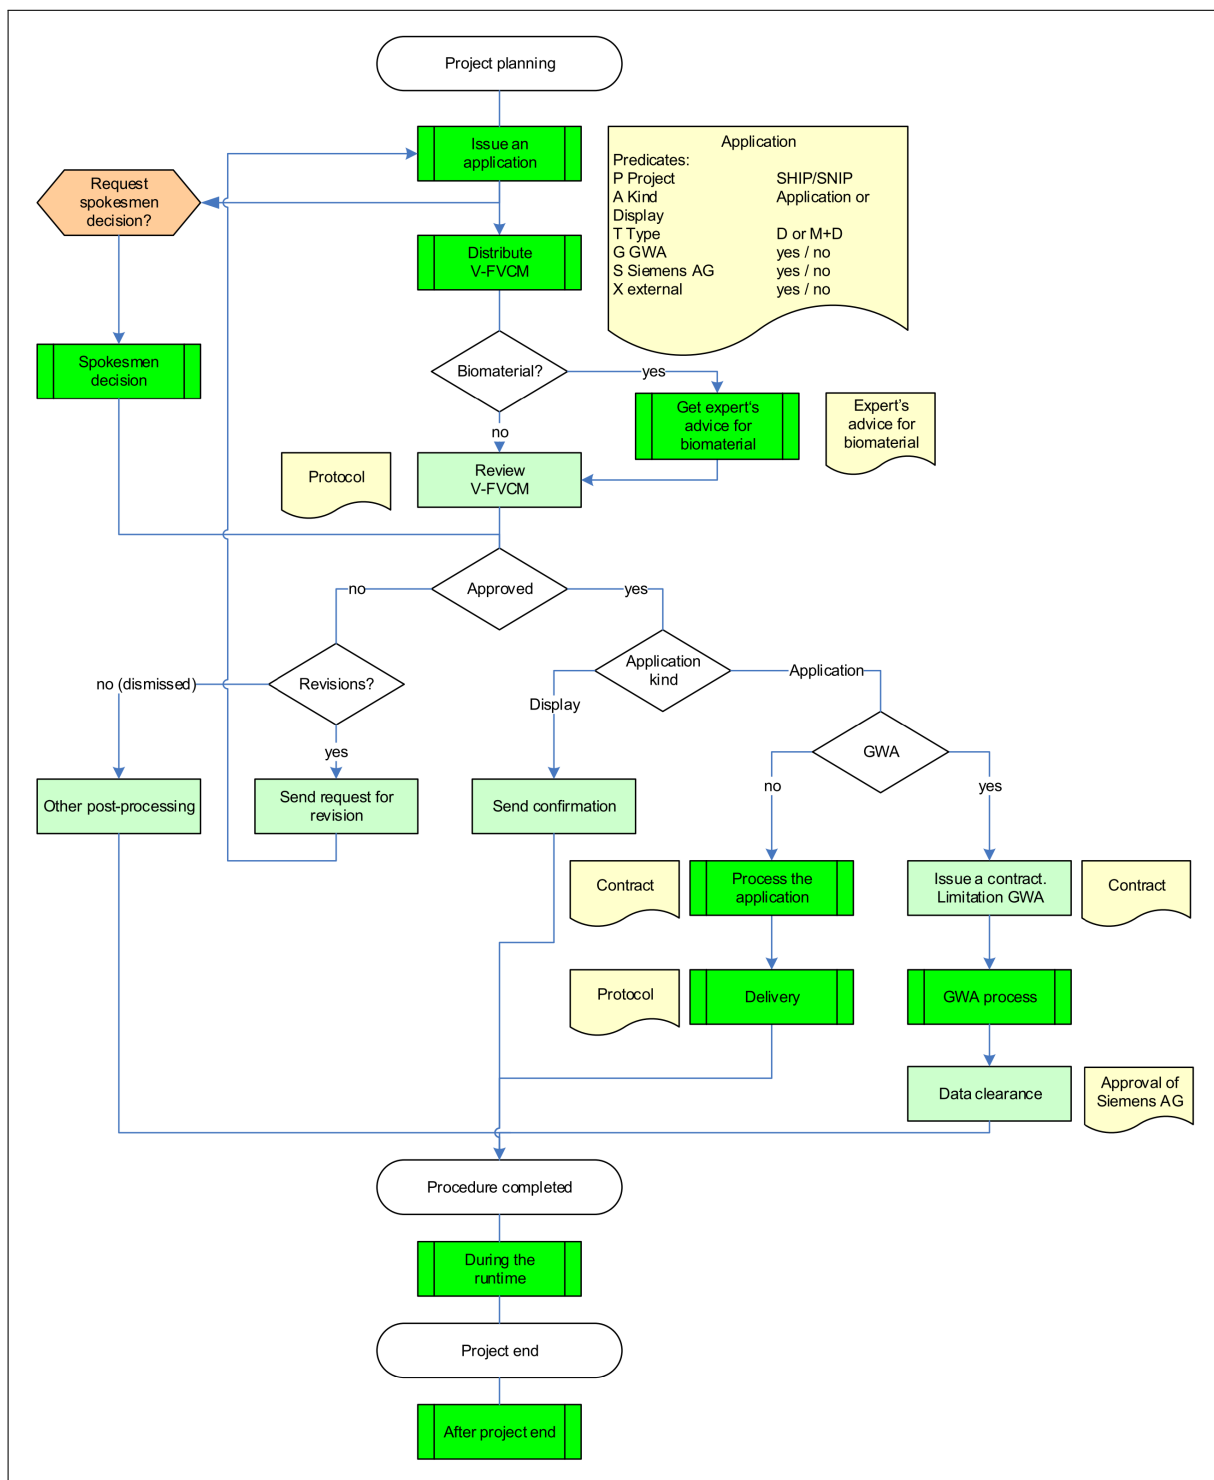 Project planning
Issue an
application
Application
Predicates:
P Project SHIP/SNIP
A Kind Application or
Display
T Type D or M+D
G GWA yes / no
S Siemens AG yes / no
X external yes / no
Request
spokesmen
decision?
Distribute
V-FVCM
Spokesmen
decision
Biomaterial?
yes
no
Get expert's
advice for
biomaterial
Expert's
advice for
biomaterial
Protocol
Review
V-FVCM
Approved
no
yes
Application
kind
Display
Application
Revisions?
no (dismissed)
yes
GWA
no
yes
Other post-processing
Send request for
revision
Send confirmation
Contract
Process the
application
Issue a contract.
Limitation GWA
Contract
Protocol
Delivery
GWA process
Data clearance
Approval of
Siemens AG
Procedure completed
During the
runtime
Project end
After project end